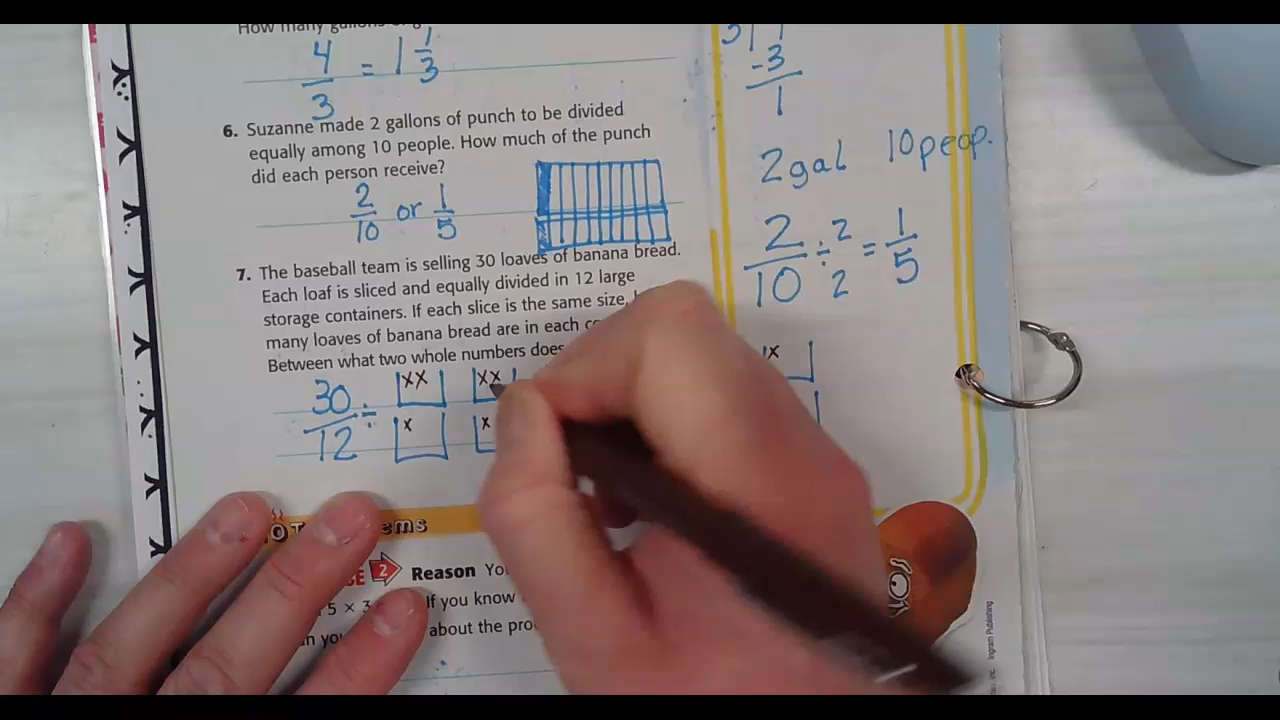 How many
4/3 = 1 1/3
6. Suzanne made 2 gallons of punch to be divided
equally among 10 people. How much of the punch
did each person receive?
2/10 or 1/5
7. The baseball team is selling 30 loaves of banana bread.
Each loaf is sliced and equally divided in 12 large
storage containers. If each slice is the same size,
many loaves of banana bread are in each
Between what two whole numbers does
30/12 ÷
XX XX
X X
-3
1
2gal 10peop.
2/10 ÷ 2/2 = 1/5
X
2 Reason
5 × 3 If you know
about the
Ingram Publishing